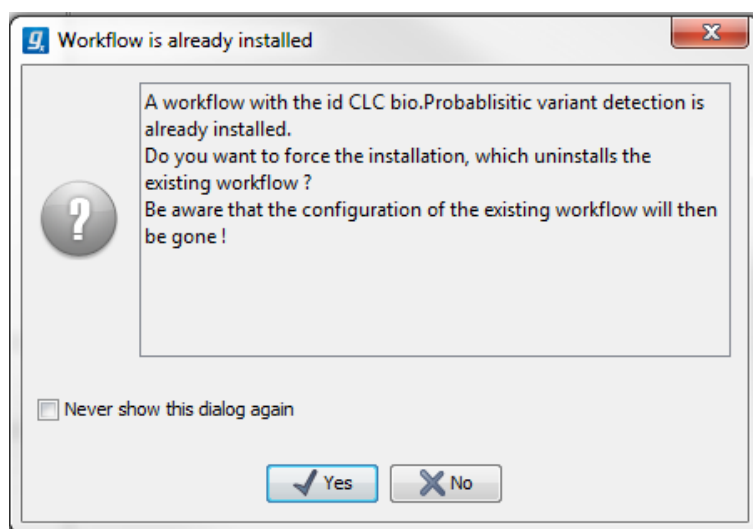 Workflow is already installed
A workflow with the id CLC bio.Probablisitic variant detection is
already installed.
Do you want to force the installation, which uninstalls the
existing workflow ?
Be aware that the configuration of the existing workflow will then
be gone !
Never show this dialog again
Yes
No